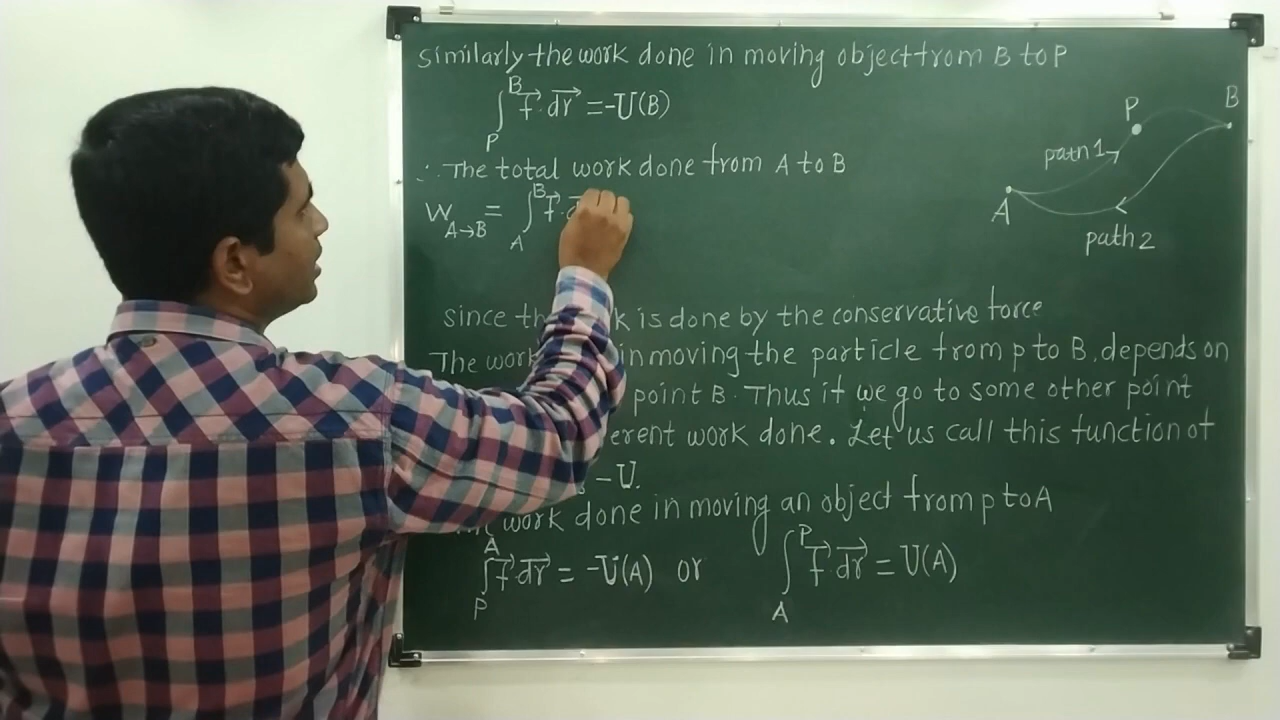 similarly the work done in moving object from B to P
∫_P^B f⃗·dr⃗ = -U(B)
∴ The total work done from A to B
W_{A→B} = ∫_A^B f⃗·
since the k is done by the conservative force
The work in moving the particle from p to B, depends on
point B. Thus if we go to some other point
erent work done. Let us call this function of
-U.
work done in moving an object from p to A
∫_P^A f⃗·dr⃗ = -U(A) or ∫_A^P f⃗·dr⃗ = U(A)
P
B
path 1
A
path 2